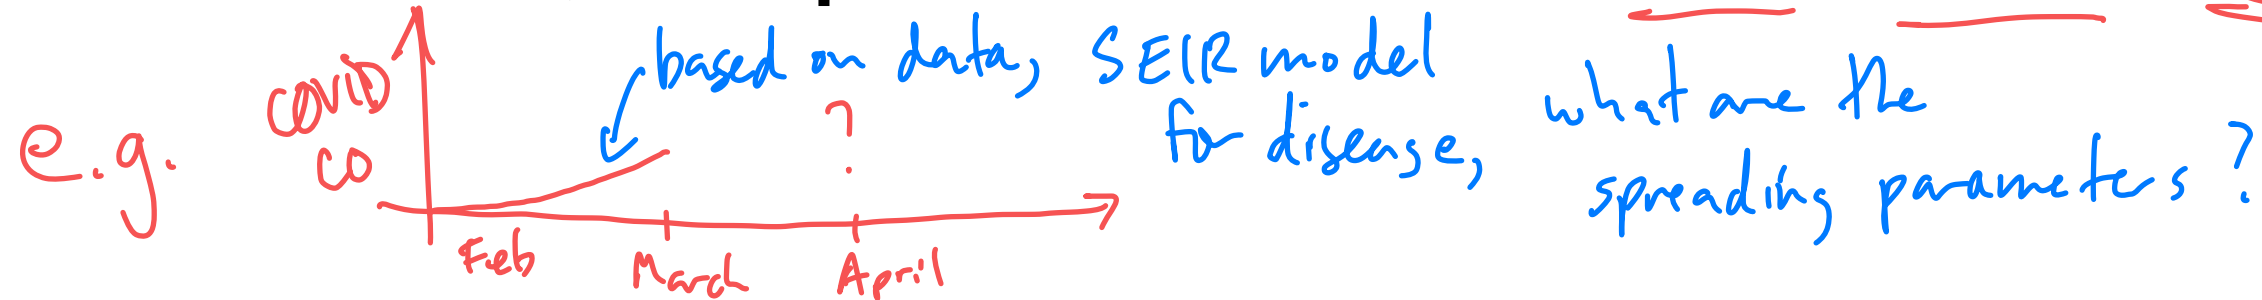 e.g.
COVID
CO
based on data, SEIR model
for disease,
what are the
spreading parameters?
?
Feb March April